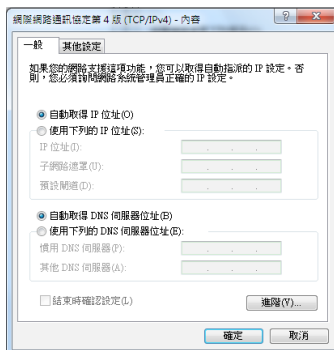 網際網路通訊協定第 4 版 (TCP/IPv4) - 內容
一般 其他設定
如果您的網路支援這項功能，您可以取得自動指派的 IP 設定。否
則，您必須詢問網路系統管理員正確的 IP 設定。
自動取得 IP 位址(O)
使用下列的 IP 位址(S):
IP 位址(I):
子網路遮罩(U):
預設閘道(D):
自動取得 DNS 伺服器位址(B)
使用下列的 DNS 伺服器位址(E):
慣用 DNS 伺服器(P):
其他 DNS 伺服器(A):
結束時確認設定(L)
進階(V)...
確定 取消